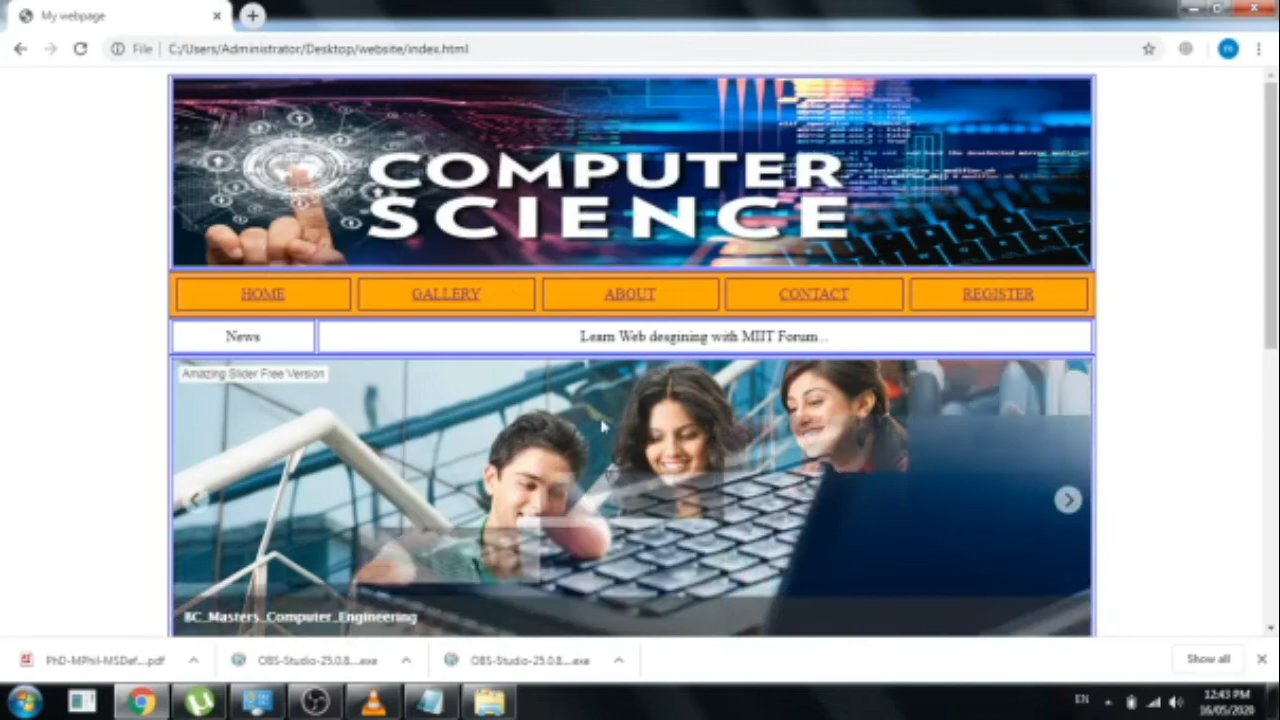 My webpage
File
C:/Users/Administrator/Desktop/website/index.html
COMPUTER
SCIENCE
HOME
GALLERY
ABOUT
CONTACT
REGISTER
News
Learn Web desgining with MIIT Forum...
Amazing Slider Free Version
BC_Masters_Computer_Engineering
PhD-MPhil-MSDef....pdf
OBS-Studio-25.0.8....exe
OBS-Studio-25.0.8....exe
Show all
EN
12:43 PM
16/05/2020